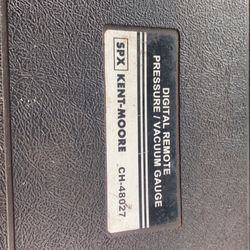 DIGITAL REMOTE
PRESSURE / VACUUM GAUGE
SPX KENT-MOORE CH-48027